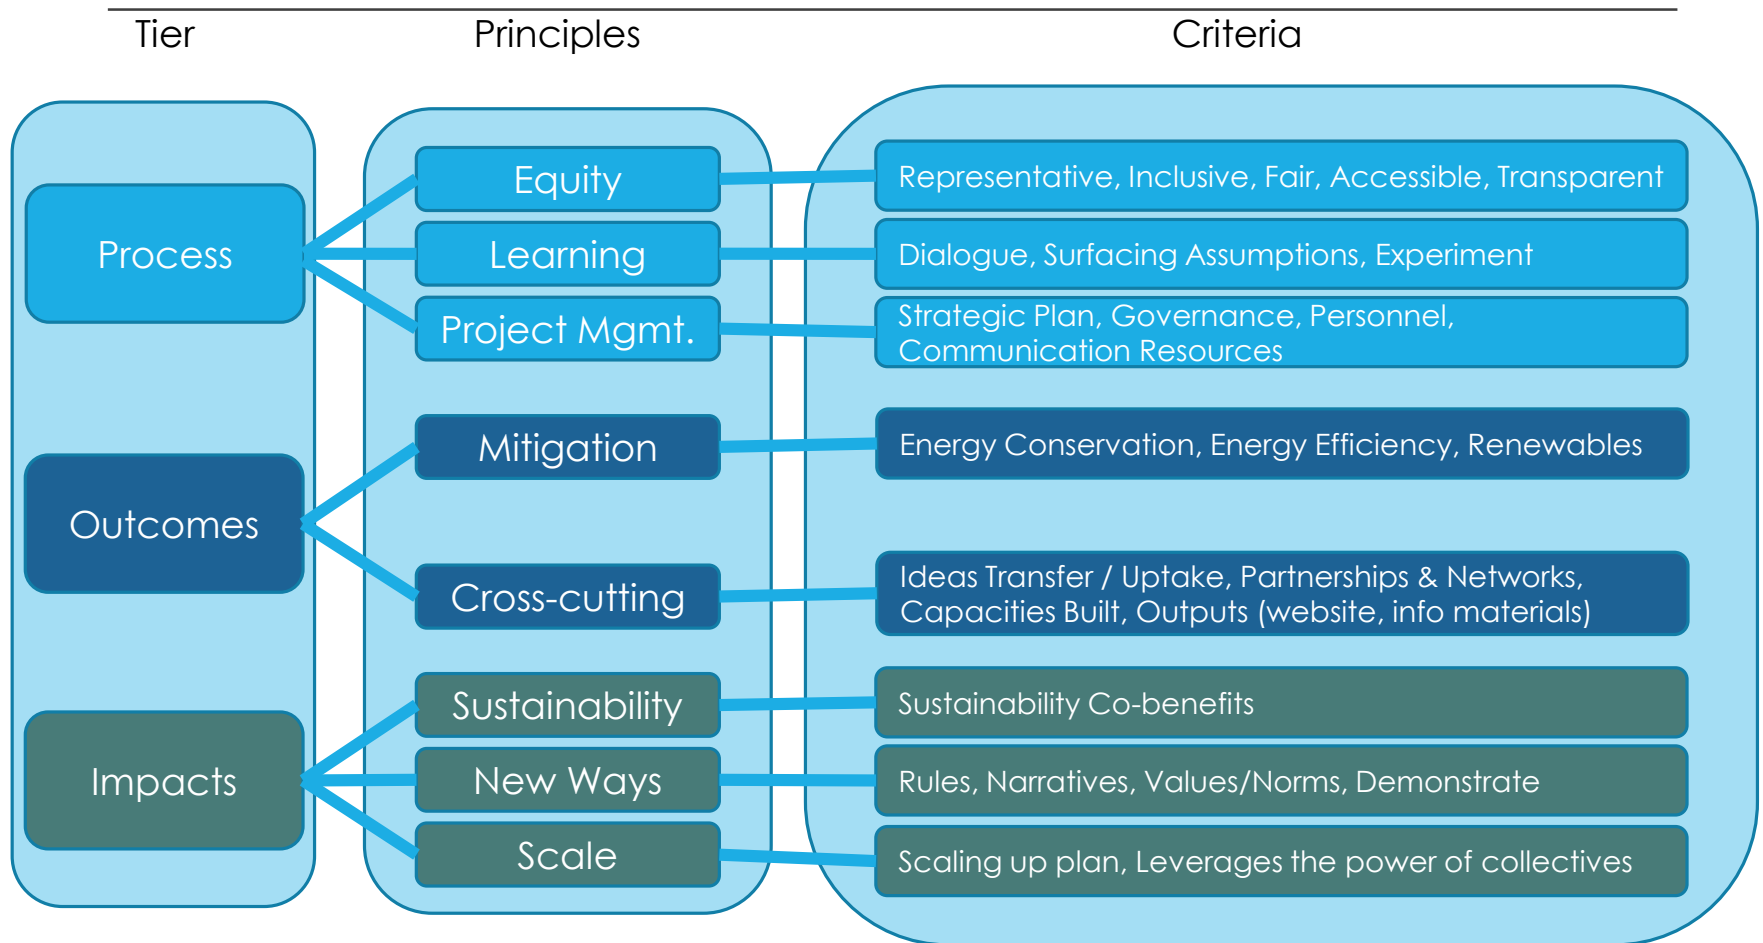 Tier
Principles
Criteria
Process
Equity
Representative, Inclusive, Fair, Accessible, Transparent
Learning
Dialogue, Surfacing Assumptions, Experiment
Project Mgmt.
Strategic Plan, Governance, Personnel,
Communication Resources
Outcomes
Mitigation
Energy Conservation, Energy Efficiency, Renewables
Cross-cutting
Ideas Transfer / Uptake, Partnerships & Networks,
Capacities Built, Outputs (website, info materials)
Impacts
Sustainability
Sustainability Co-benefits
New Ways
Rules, Narratives, Values/Norms, Demonstrate
Scale
Scaling up plan, Leverages the power of collectives